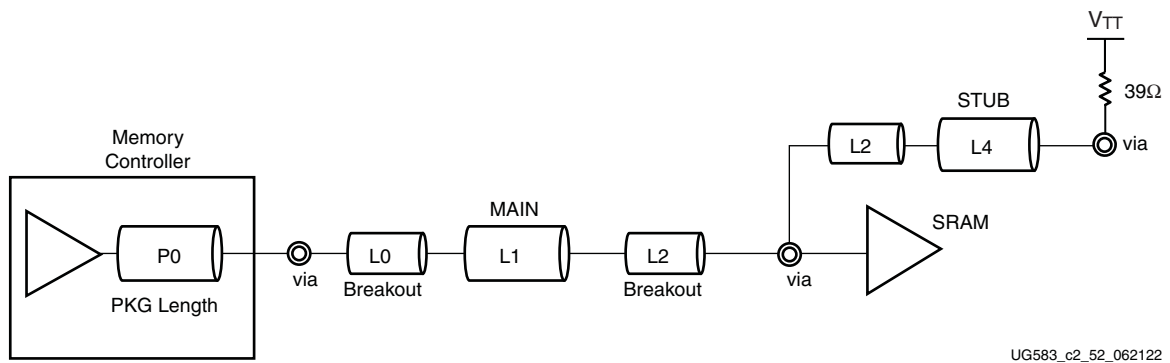 VTT
39Ω
via
STUB
L2
L4
Memory
Controller
P0
PKG Length
via
L0
Breakout
MAIN
L1
L2
Breakout
via
SRAM
UG583_c2_52_062122